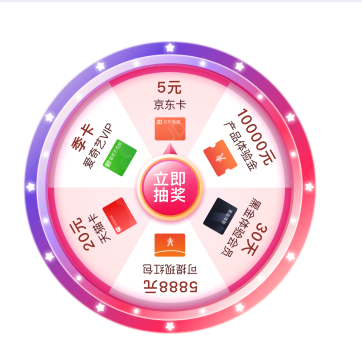 5元
京东卡
10000元
产品体验金
30天
黑金体验会员
5888元
可提现红包
20元
天猫卡
季卡
爱奇艺VIP
立即
抽奖